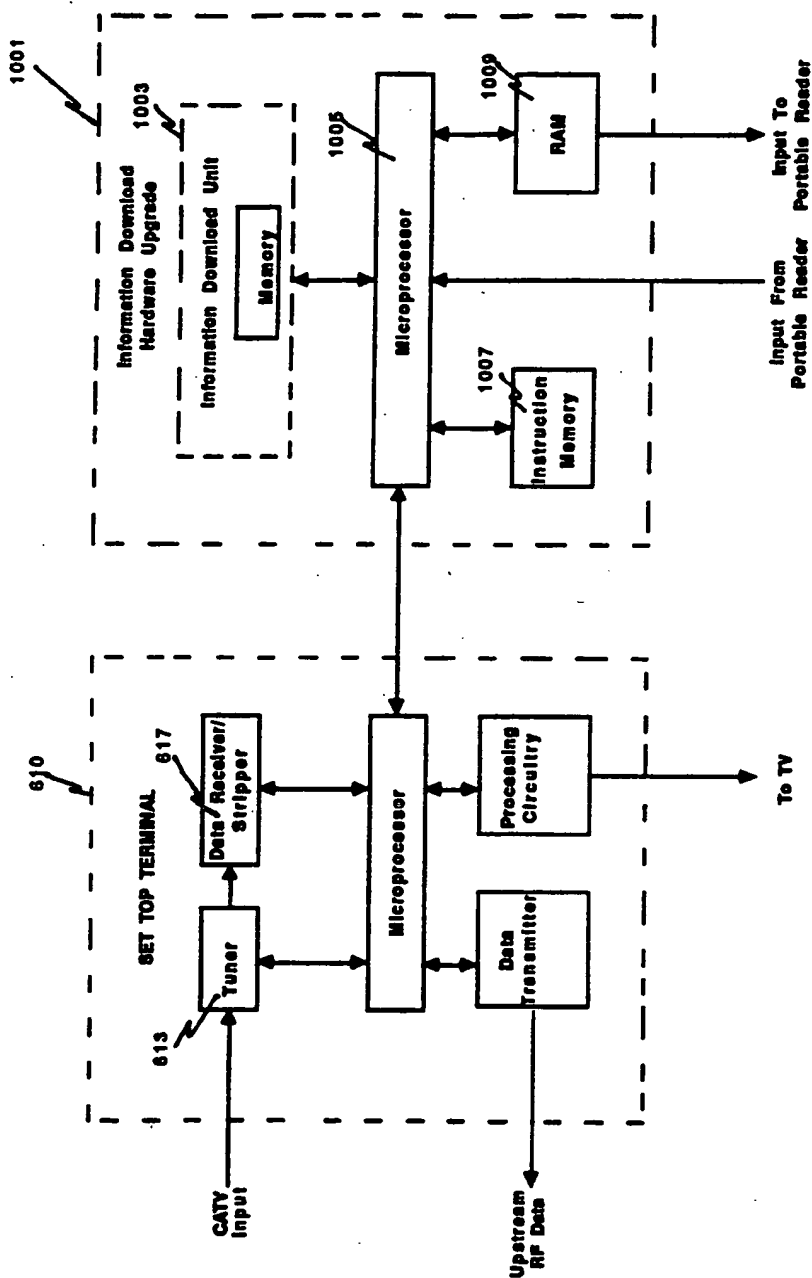 610
SET TOP TERMINAL
CATV
Input
613
Tuner
617
Data Receiver/
Stripper
Microprocessor
Data
Transmitter
Processing
Circuitry
Upstream
RF Data
To TV
1001
Information Download
Hardware Upgrade
1003
Information Download Unit
Memory
1005
Microprocessor
1007
Instruction
Memory
1009
RAM
Input From
Portable Reader
Input To
Portable Reader